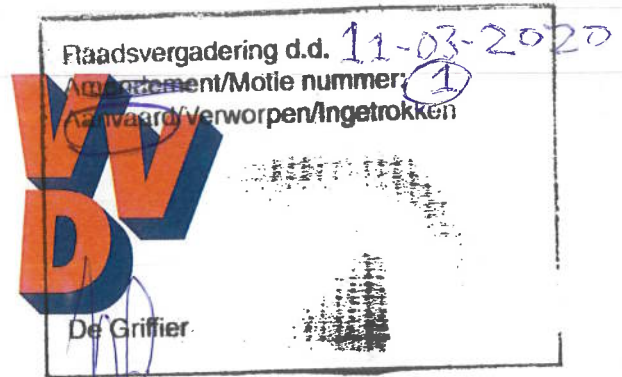 Raadsvergadering d.d. 11-03-2020
Amendement/Motie nummer: 1
Aanvaard/Verworpen/Ingetrokken
VVD
De Griffier